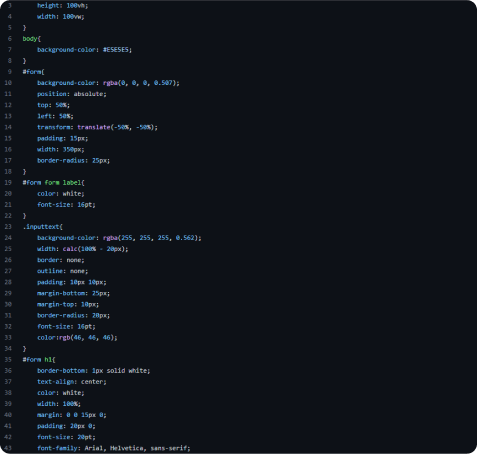 3 height: 100vh;
4 width: 100vw;
5 }
6 body{
7 background-color: #E5E5E5;
8 }
9 #form{
10 background-color: rgba(0, 0, 0, 0.507);
11 position: absolute;
12 top: 50%;
13 left: 50%;
14 transform: translate(-50%, -50%);
15 padding: 15px;
16 width: 350px;
17 border-radius: 25px;
18 }
19 #form form label{
20 color: white;
21 font-size: 16pt;
22 }
23 .inputtext{
24 background-color: rgba(255, 255, 255, 0.562);
25 width: calc(100% - 20px);
26 border: none;
27 outline: none;
28 padding: 10px 10px;
29 margin-bottom: 25px;
30 margin-top: 10px;
31 border-radius: 20px;
32 font-size: 16pt;
33 color:rgb(46, 46, 46);
34 }
35 #form h1{
36 border-bottom: 1px solid white;
37 text-align: center;
38 color: white;
39 width: 100%;
40 margin: 0 0 15px 0;
41 padding: 20px 0;
42 font-size: 20pt;
43 font-family: Arial, Helvetica, sans-serif;